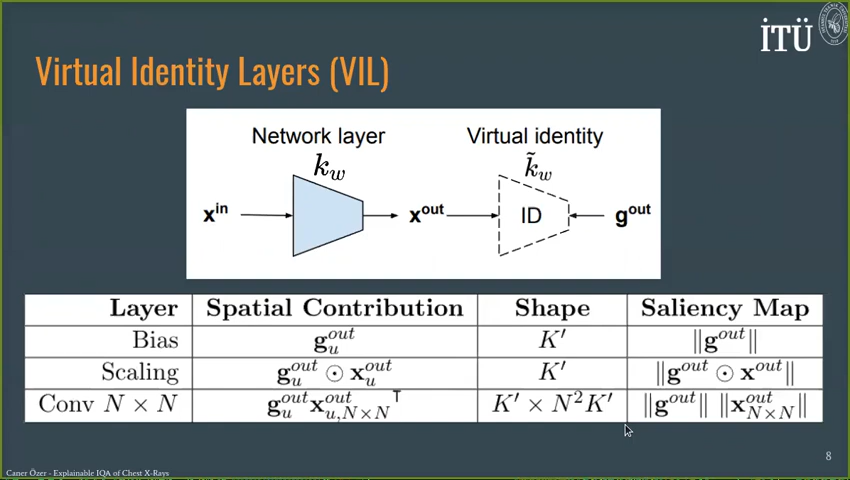 İTÜ
Virtual Identity Layers (VIL)
Network layer Virtual identity
k_w k̃_w
x^in x^out ID g^out
Layer Spatial Contribution Shape Saliency Map
Bias g_u^out K′ ‖g^out‖
Scaling g_u^out ⊙ x_u^out K′ ‖g^out ⊙ x^out‖
Conv N × N g_u^out x_{u,N×N}^out ⊤ K′ × N²K′ ‖g^out‖ ‖x_{N×N}^out‖
8
Caner Özer - Explainable IQA of Chest X-Rays